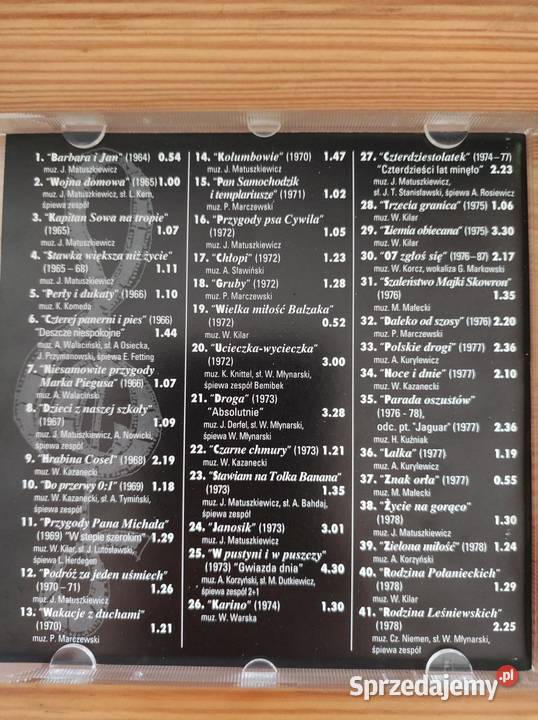 1. "Barbara i Jan" (1964) 0.54
muz. J. Matuszkiewicz
2. "Wojna domowa" (1965) 1.00
muz. J. Matuszkiewicz, sł. L. Kern,
śpiewa zespół
3. "Kapitan Sowa na tropie"
(1965) 1.07
muz. J. Matuszkiewicz
4. "Stawka większa niż życie"
(1965 – 68) 1.11
muz. J. Matuszkiewicz
5. "Perły i dukaty" (1966) 1.10
muz. K. Komeda
6. "Czterej panerni i pies" (1966)
"Deszcze niespokojne" 1.44
muz. A. Walaciński, sł. A Osiecka,
J. Przymanowski, śpiewa E. Fetting
7. "Niesamowite przygody
Marka Piegusa" (1966) 1.07
muz. A. Walaciński
8. "Dzieci z naszej szkoły"
(1967) 1.09
muz. J. Matuszkiewicz, A. Nowicki,
śpiewa zespół
9. "Hrabina Cosel" (1968) 2.19
muz. W. Kazanecki
10. "Do przerwy 0:1" (1969) 1.18
muz. W. Kazanecki, sł. A. Tymiński,
śpiewa zespół
11. "Przygody Pana Michała"
(1969) "W stepie szerokim" 1.29
muz. W. Kilar, sł. J. Lutosławski,
śpiewa L. Herdegen
12. "Podróż za jeden uśmiech"
(1970 – 71) 1.26
muz. J. Matuszkiewicz
13. "Wakacje z duchami"
(1970) 1.21
muz. P. Marczewski
14. "Kolumbowie" (1970) 1.47
muz. J. Matuszkiewicz
15. "Pan Samochodzik
i templariusze" (1971) 1.02
muz. P. Marczewski
16. "Przygody psa Cywila"
(1972) 1.05
muz. J. Matuszkiewicz
17. "Chłopi" (1972) 1.23
muz. A. Sławiński
18. "Gruby" (1972) 1.28
muz. P. Marczewski
19. "Wielka miłość Balzaka"
(1972) 0.52
muz. W. Kilar
20. "Ucieczka-wycieczka"
(1972) 3.00
muz. K. Knittel, sł. W. Młynarski,
śpiewa zespół Bemibek
21. "Droga" (1973)
"Absolutnie" 3.28
muz. J. Derfel, sł. W. Młynarski,
śpiewa W. Młynarski
22. "Czarne chmury" (1973) 1.21
muz. W. Kazanecki
23. "Stawiam na Tolka Banana"
(1973) 1.35
muz. J. Matuszkiewicz, sł. A. Bahdaj,
śpiewa zespół
24. "Janosik" (1973) 3.01
muz. J. Matuszkiewicz
25. "W pustyni i w puszczy"
(1973) "Gwiazda dnia" 4.30
muz. A. Korzyński, sł. M. Dutkiewicz,
śpiewa zespół 2+1
26. "Karino" (1974) 1.30
muz. W. Warska
27. "Czterdziestolatek" (1974–77)
"Czterdzieści lat minęło" 2.23
muz. J. Matuszkiewicz,
sł. J. T. Stanisławski, śpiewa A. Rosiewicz
28. "Trzecia granica" (1975) 1.06
muz. W. Kilar
29. "Ziemia obiecana" (1975) 3.30
muz. W. Kilar
30. "07 zgłoś się" (1976–87) 2.17
muz. W. Korcz, wokaliza G. Markowski
31. "Szaleństwo Majki Skowron"
(1976) 1.35
muz. M. Małecki
32. "Daleko od szosy" (1976) 2.20
muz. P. Marczewski
33. "Polskie drogi" (1977) 2.36
muz. A. Kurylewicz
34. "Noce i dnie" (1977) 2.10
muz. W. Kazanecki
35. "Parada oszustów"
(1976 - 78),
odc. pt. "Jaguar" (1977) 2.36
muz. H. Kuźniak
36. "Lalka" (1977) 1.19
muz. A. Kurylewicz
37. "Znak orła" (1977) 0.55
muz. M. Małecki
38. "Życie na gorąco"
(1978) 1.30
muz. J. Matuszkiewicz
39. "Zielona miłość" (1978) 1.24
muz. A. Korzyński
40. "Rodzina Połanieckich"
(1978) 1.29
muz. W. Kilar
41. "Rodzina Leśniewskich"
(1978) 2.25
muz. Cz. Niemen, sł. W. Młynarski,
śpiewa zespół
Sprzedajemy.pl